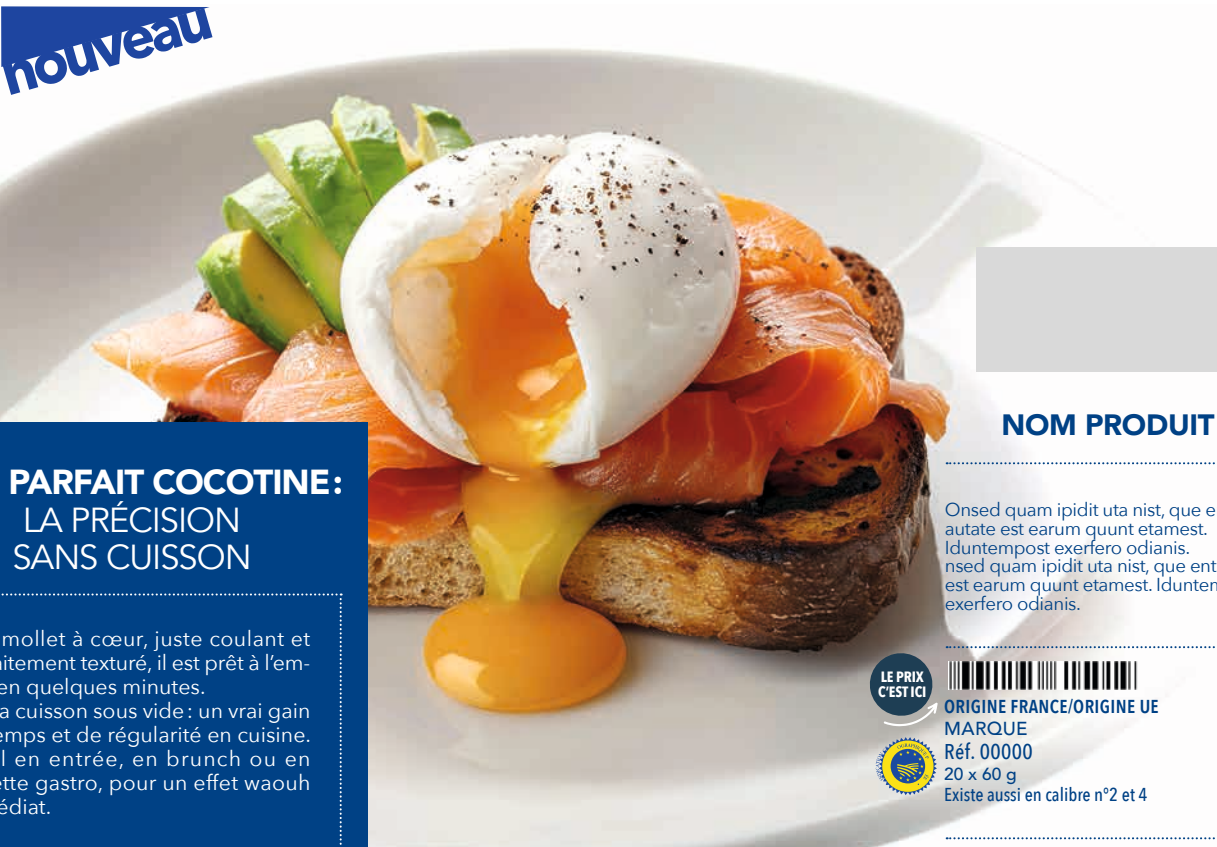 nouveau
PARFAIT COCOTINE :
LA PRÉCISION
SANS CUISSON
mollet à cœur, juste coulant et
aitement texturé, il est prêt à l’em-
en quelques minutes.
a cuisson sous vide : un vrai gain
emps et de régularité en cuisine.
l en entrée, en brunch ou en
ette gastro, pour un effet waouh
édiat.
NOM PRODUIT
Onsed quam ipidit uta nist, que e
autate est earum quunt etamest.
Iduntempost exerfero odianis.
nsed quam ipidit uta nist, que ent
est earum quunt etamest. Idunten
exerfero odianis.
LE PRIX
C’EST ICI
ORIGINE FRANCE/ORIGINE UE
MARQUE
Réf. 00000
20 x 60 g
Existe aussi en calibre n°2 et 4